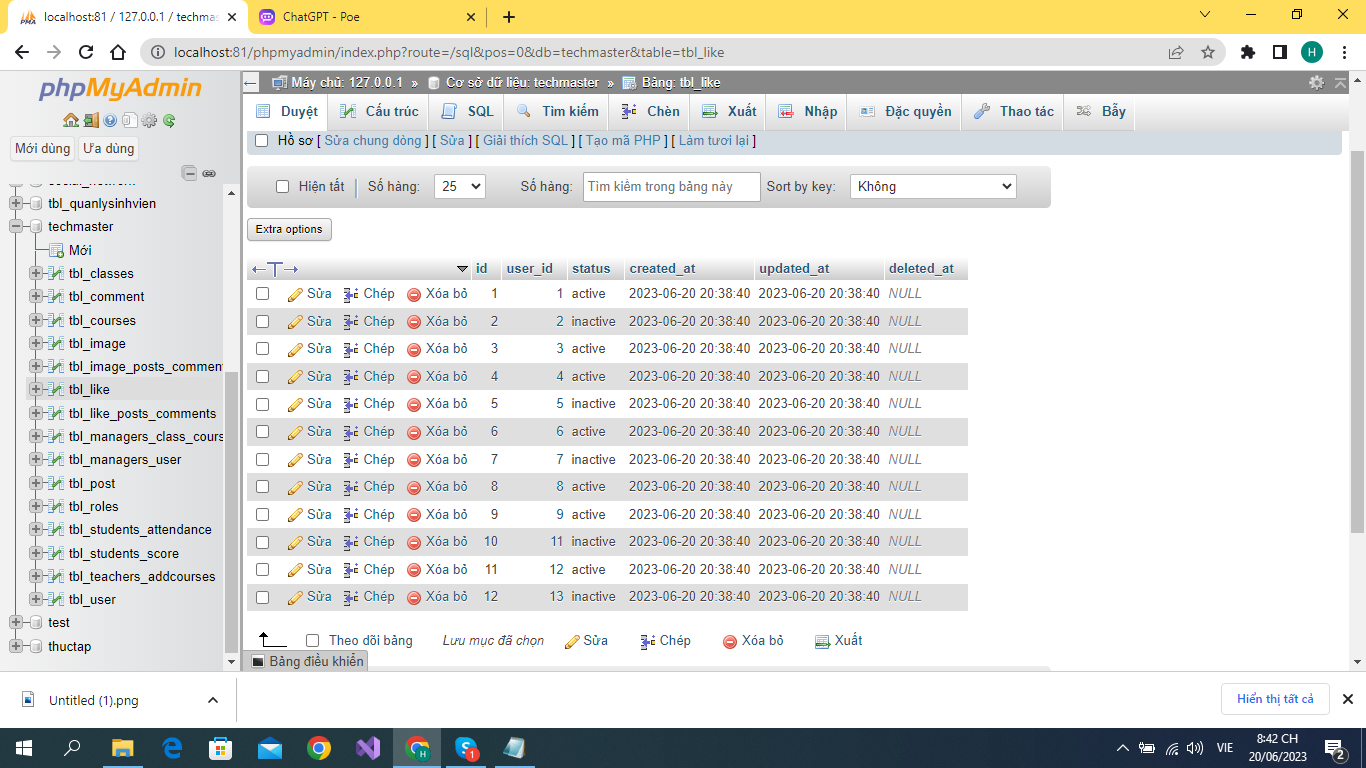 localhost:81 / 127.0.0.1 / techmas
ChatGPT - Poe
localhost:81/phpmyadmin/index.php?route=/sql&pos=0&db=techmaster&table=tbl_like
H
phpMyAdmin
Mới dùng Ưa dùng
tbl_quanlysinhvien
techmaster
Mới
tbl_classes
tbl_comment
tbl_courses
tbl_image
tbl_image_posts_commen
tbl_like
tbl_like_posts_comments
tbl_managers_class_cours
tbl_managers_user
tbl_post
tbl_roles
tbl_students_attendance
tbl_students_score
tbl_teachers_addcourses
tbl_user
test
thuctap
Máy chủ: 127.0.0.1 » Cơ sở dữ liệu: techmaster » Bảng: tbl_like
Duyệt Cấu trúc SQL Tìm kiếm Chèn Xuất Nhập Đặc quyền Thao tác Bẫy
Hồ sơ [ Sửa chung dòng ] [ Sửa ] [ Giải thích SQL ] [ Tạo mã PHP ] [ Làm tươi lại ]
Hiện tất Số hàng: 25 Số hàng: Tìm kiếm trong bảng này Sort by key: Không
Extra options
id user_id status created_at updated_at deleted_at
Sửa Chép Xóa bỏ 1 1 active 2023-06-20 20:38:40 2023-06-20 20:38:40 NULL
Sửa Chép Xóa bỏ 2 2 inactive 2023-06-20 20:38:40 2023-06-20 20:38:40 NULL
Sửa Chép Xóa bỏ 3 3 active 2023-06-20 20:38:40 2023-06-20 20:38:40 NULL
Sửa Chép Xóa bỏ 4 4 active 2023-06-20 20:38:40 2023-06-20 20:38:40 NULL
Sửa Chép Xóa bỏ 5 5 inactive 2023-06-20 20:38:40 2023-06-20 20:38:40 NULL
Sửa Chép Xóa bỏ 6 6 active 2023-06-20 20:38:40 2023-06-20 20:38:40 NULL
Sửa Chép Xóa bỏ 7 7 inactive 2023-06-20 20:38:40 2023-06-20 20:38:40 NULL
Sửa Chép Xóa bỏ 8 8 active 2023-06-20 20:38:40 2023-06-20 20:38:40 NULL
Sửa Chép Xóa bỏ 9 9 active 2023-06-20 20:38:40 2023-06-20 20:38:40 NULL
Sửa Chép Xóa bỏ 10 11 inactive 2023-06-20 20:38:40 2023-06-20 20:38:40 NULL
Sửa Chép Xóa bỏ 11 12 active 2023-06-20 20:38:40 2023-06-20 20:38:40 NULL
Sửa Chép Xóa bỏ 12 13 inactive 2023-06-20 20:38:40 2023-06-20 20:38:40 NULL
Theo dõi bảng Lưu mục đã chọn Sửa Chép Xóa bỏ Xuất
Bảng điều khiển
Untitled (1).png
Hiển thị tất cả
VIE
8:42 CH
20/06/2023
2